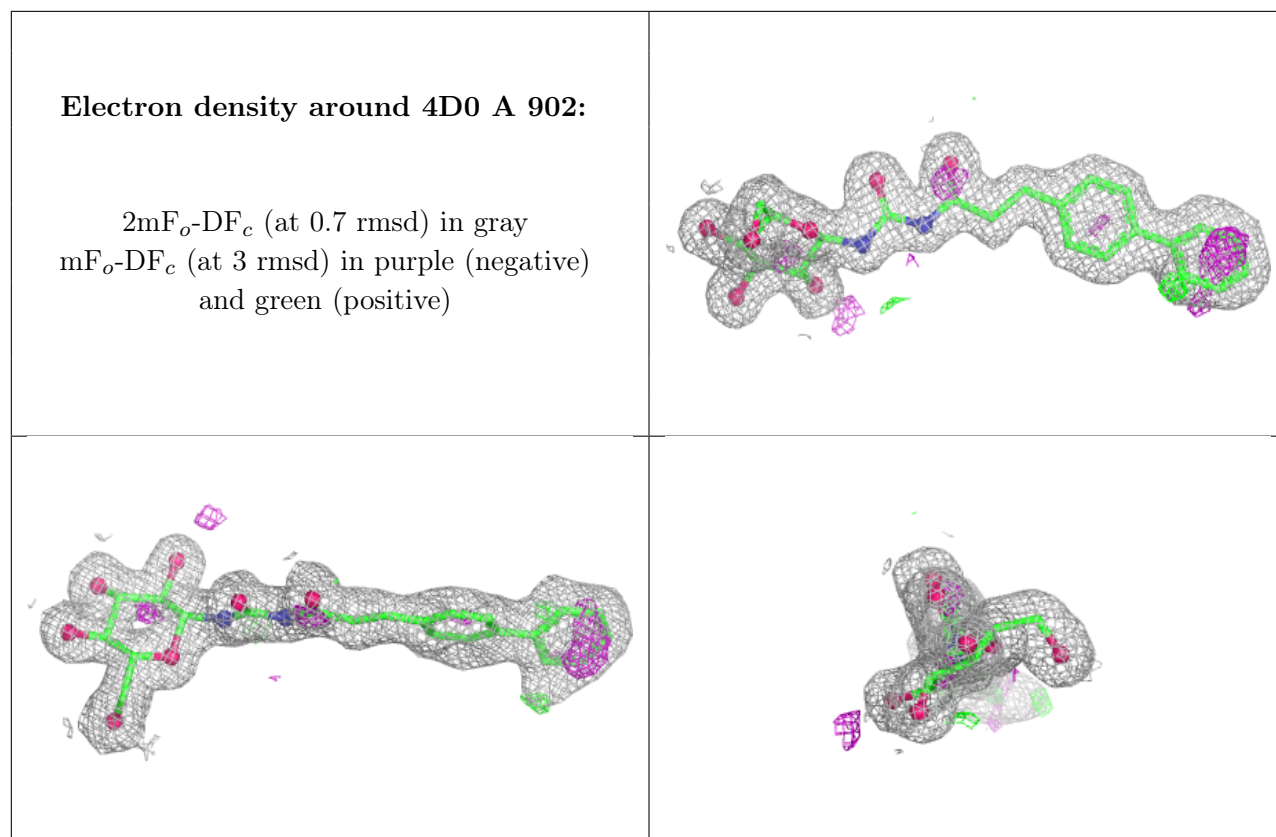 Electron density around 4D0 A 902:
2mFₒ-DF𝒸 (at 0.7 rmsd) in gray
mFₒ-DF𝒸 (at 3 rmsd) in purple (negative)
and green (positive)